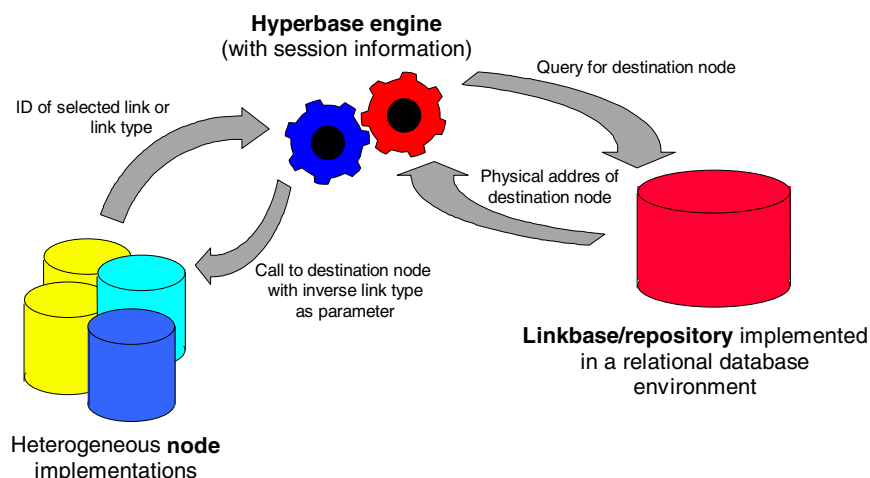 Hyperbase engine
(with session information)
Query for destination node
ID of selected link or
link type
Physical addres of
destination node
Call to destination node
with inverse link type
as parameter
Linkbase/repository implemented
in a relational database
environment
Heterogeneous node
implementations